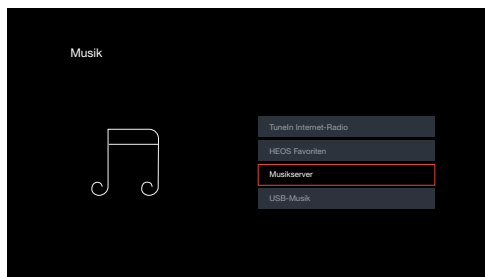 Musik
TuneIn Internet-Radio
HEOS Favoriten
Musikserver
USB-Musik